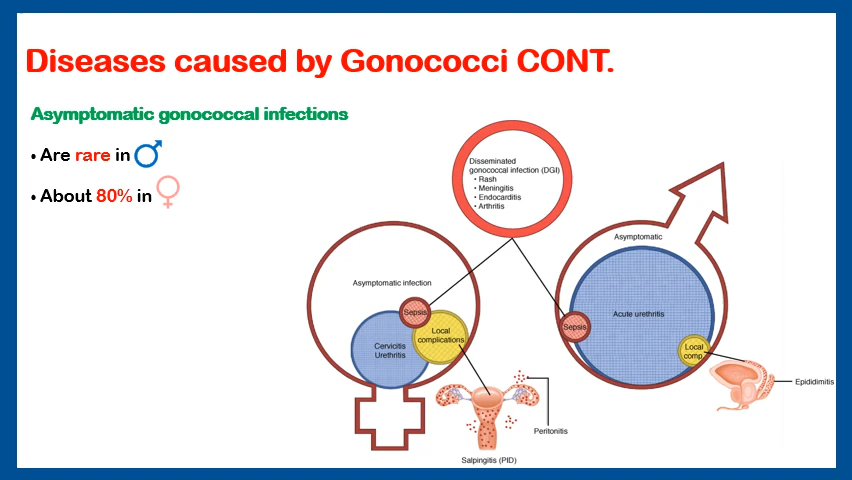 Diseases caused by Gonococci CONT.
Asymptomatic gonococcal infections
• Are rare in
• About 80% in
Disseminated
gonococcal infection (DGI)
• Rash
• Meningitis
• Endocarditis
• Arthritis
Asymptomatic infection
Sepsis
Local
complications
Cervicitis
Urethritis
Peritonitis
Salpingitis (PID)
Asymptomatic
Acute urethritis
Sepsis
Local
comp.
Epididimitis